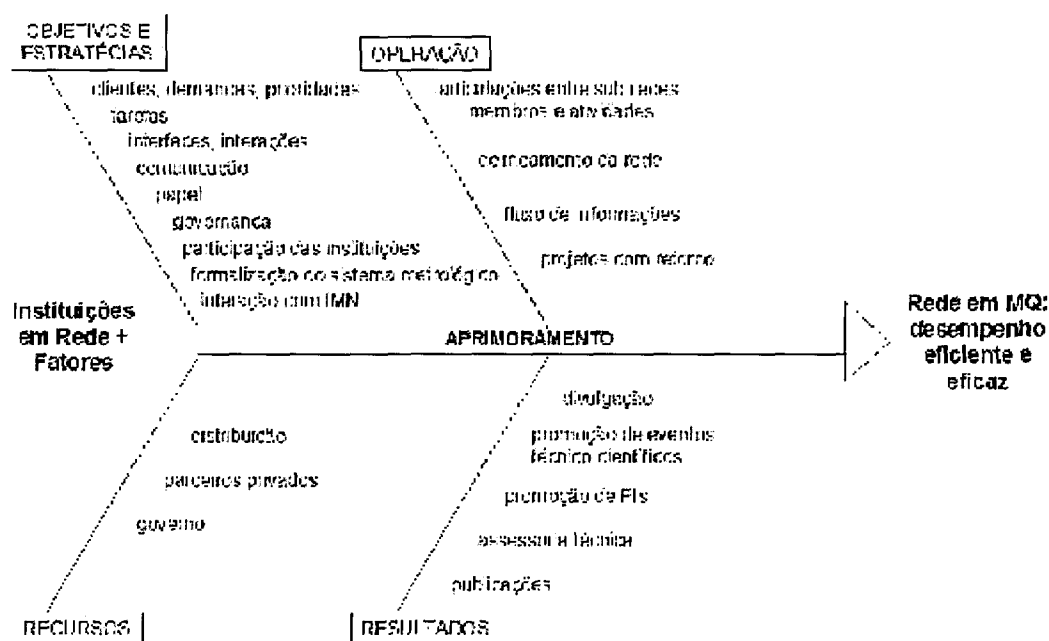 OBJETIVOS E
ESTRATÉGIAS
OPERAÇÃO
clientes, demandas, prioridades
tarefas
interfaces, interações
comunicação
papel
governança
participação das instituições
formalização do sistema metrológico
interação com IMN
articulações entre sub redes
membros e atividades
da rede
fluxo de informações
projetos com retorno
Instituições
em Rede +
Fatores
APRIMORAMENTO
Rede em MQ:
desempenho
eficiente e
eficaz
distribuição
parceiros privados
governo
divulgação
promoção de eventos
técnico científicos
promoção de
assessoria técnica
publicações
RECURSOS
RESULTADOS